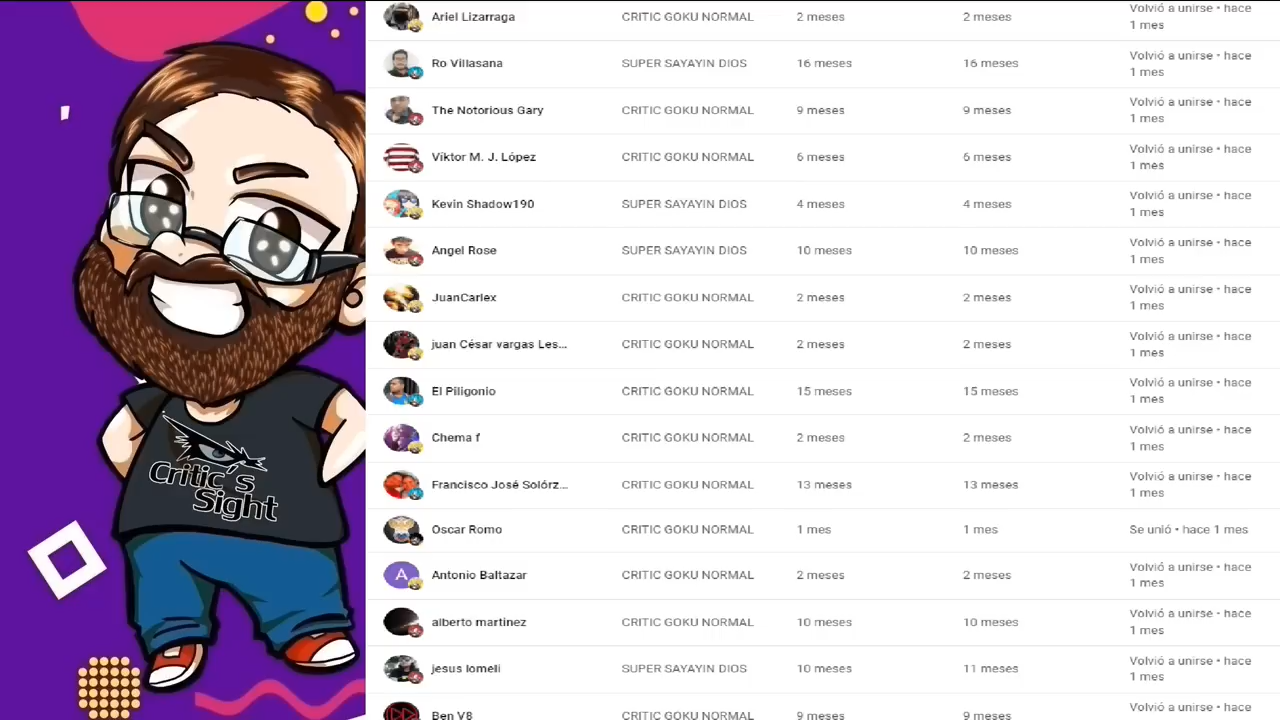 Critic's
Sight
Ariel Lizarraga CRITIC GOKU NORMAL 2 meses 2 meses Volvió a unirse • hace
1 mes
Ro Villasana SUPER SAYAYIN DIOS 16 meses 16 meses Volvió a unirse • hace
1 mes
The Notorious Gary CRITIC GOKU NORMAL 9 meses 9 meses Volvió a unirse • hace
1 mes
Víktor M. J. López CRITIC GOKU NORMAL 6 meses 6 meses Volvió a unirse • hace
1 mes
Kevin Shadow190 SUPER SAYAYIN DIOS 4 meses 4 meses Volvió a unirse • hace
1 mes
Angel Rose SUPER SAYAYIN DIOS 10 meses 10 meses Volvió a unirse • hace
1 mes
JuanCarlex CRITIC GOKU NORMAL 2 meses 2 meses Volvió a unirse • hace
1 mes
juan César vargas Les... CRITIC GOKU NORMAL 2 meses 2 meses Volvió a unirse • hace
1 mes
El Piligonio CRITIC GOKU NORMAL 15 meses 15 meses Volvió a unirse • hace
1 mes
Chema f CRITIC GOKU NORMAL 2 meses 2 meses Volvió a unirse • hace
1 mes
Francisco José Solórz... CRITIC GOKU NORMAL 13 meses 13 meses Volvió a unirse • hace
1 mes
Oscar Romo CRITIC GOKU NORMAL 1 mes 1 mes Se unió • hace 1 mes
A Antonio Baltazar CRITIC GOKU NORMAL 2 meses 2 meses Volvió a unirse • hace
1 mes
alberto martinez CRITIC GOKU NORMAL 10 meses 10 meses Volvió a unirse • hace
1 mes
jesus lomeli SUPER SAYAYIN DIOS 10 meses 11 meses Volvió a unirse • hace
1 mes
Ben V8 CRITIC GOKU NORMAL 9 meses 9 meses Volvió a unirse • hace